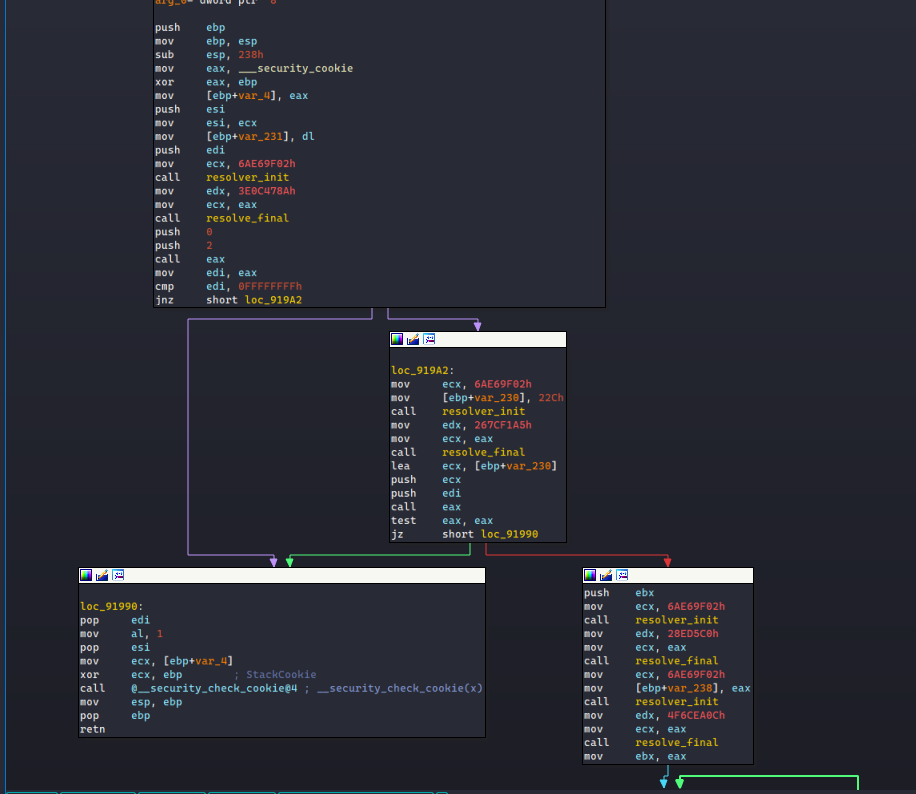 arg_0= dword ptr  8
push    ebp
mov     ebp, esp
sub     esp, 238h
mov     eax, ___security_cookie
xor     eax, ebp
mov     [ebp+var_4], eax
push    esi
mov     esi, ecx
mov     [ebp+var_231], dl
push    edi
mov     ecx, 6AE69F02h
call    resolver_init
mov     edx, 3E0C478Ah
mov     ecx, eax
call    resolve_final
push    0
push    2
call    eax
mov     edi, eax
cmp     edi, 0FFFFFFFFh
jnz     short loc_919A2
loc_919A2:
mov     ecx, 6AE69F02h
mov     [ebp+var_230], 22Ch
call    resolver_init
mov     edx, 267CF1A5h
mov     ecx, eax
call    resolve_final
lea     ecx, [ebp+var_230]
push    ecx
push    edi
call    eax
test    eax, eax
jz      short loc_91990
loc_91990:
pop     edi
mov     al, 1
pop     esi
mov     ecx, [ebp+var_4]
xor     ecx, ebp        ; StackCookie
call    @__security_check_cookie@4 ; __security_check_cookie(x)
mov     esp, ebp
pop     ebp
retn
push    ebx
mov     ecx, 6AE69F02h
call    resolver_init
mov     edx, 28ED5C0h
mov     ecx, eax
call    resolve_final
mov     ecx, 6AE69F02h
mov     [ebp+var_238], eax
call    resolver_init
mov     edx, 4F6CEA0Ch
mov     ecx, eax
call    resolve_final
mov     ebx, eax